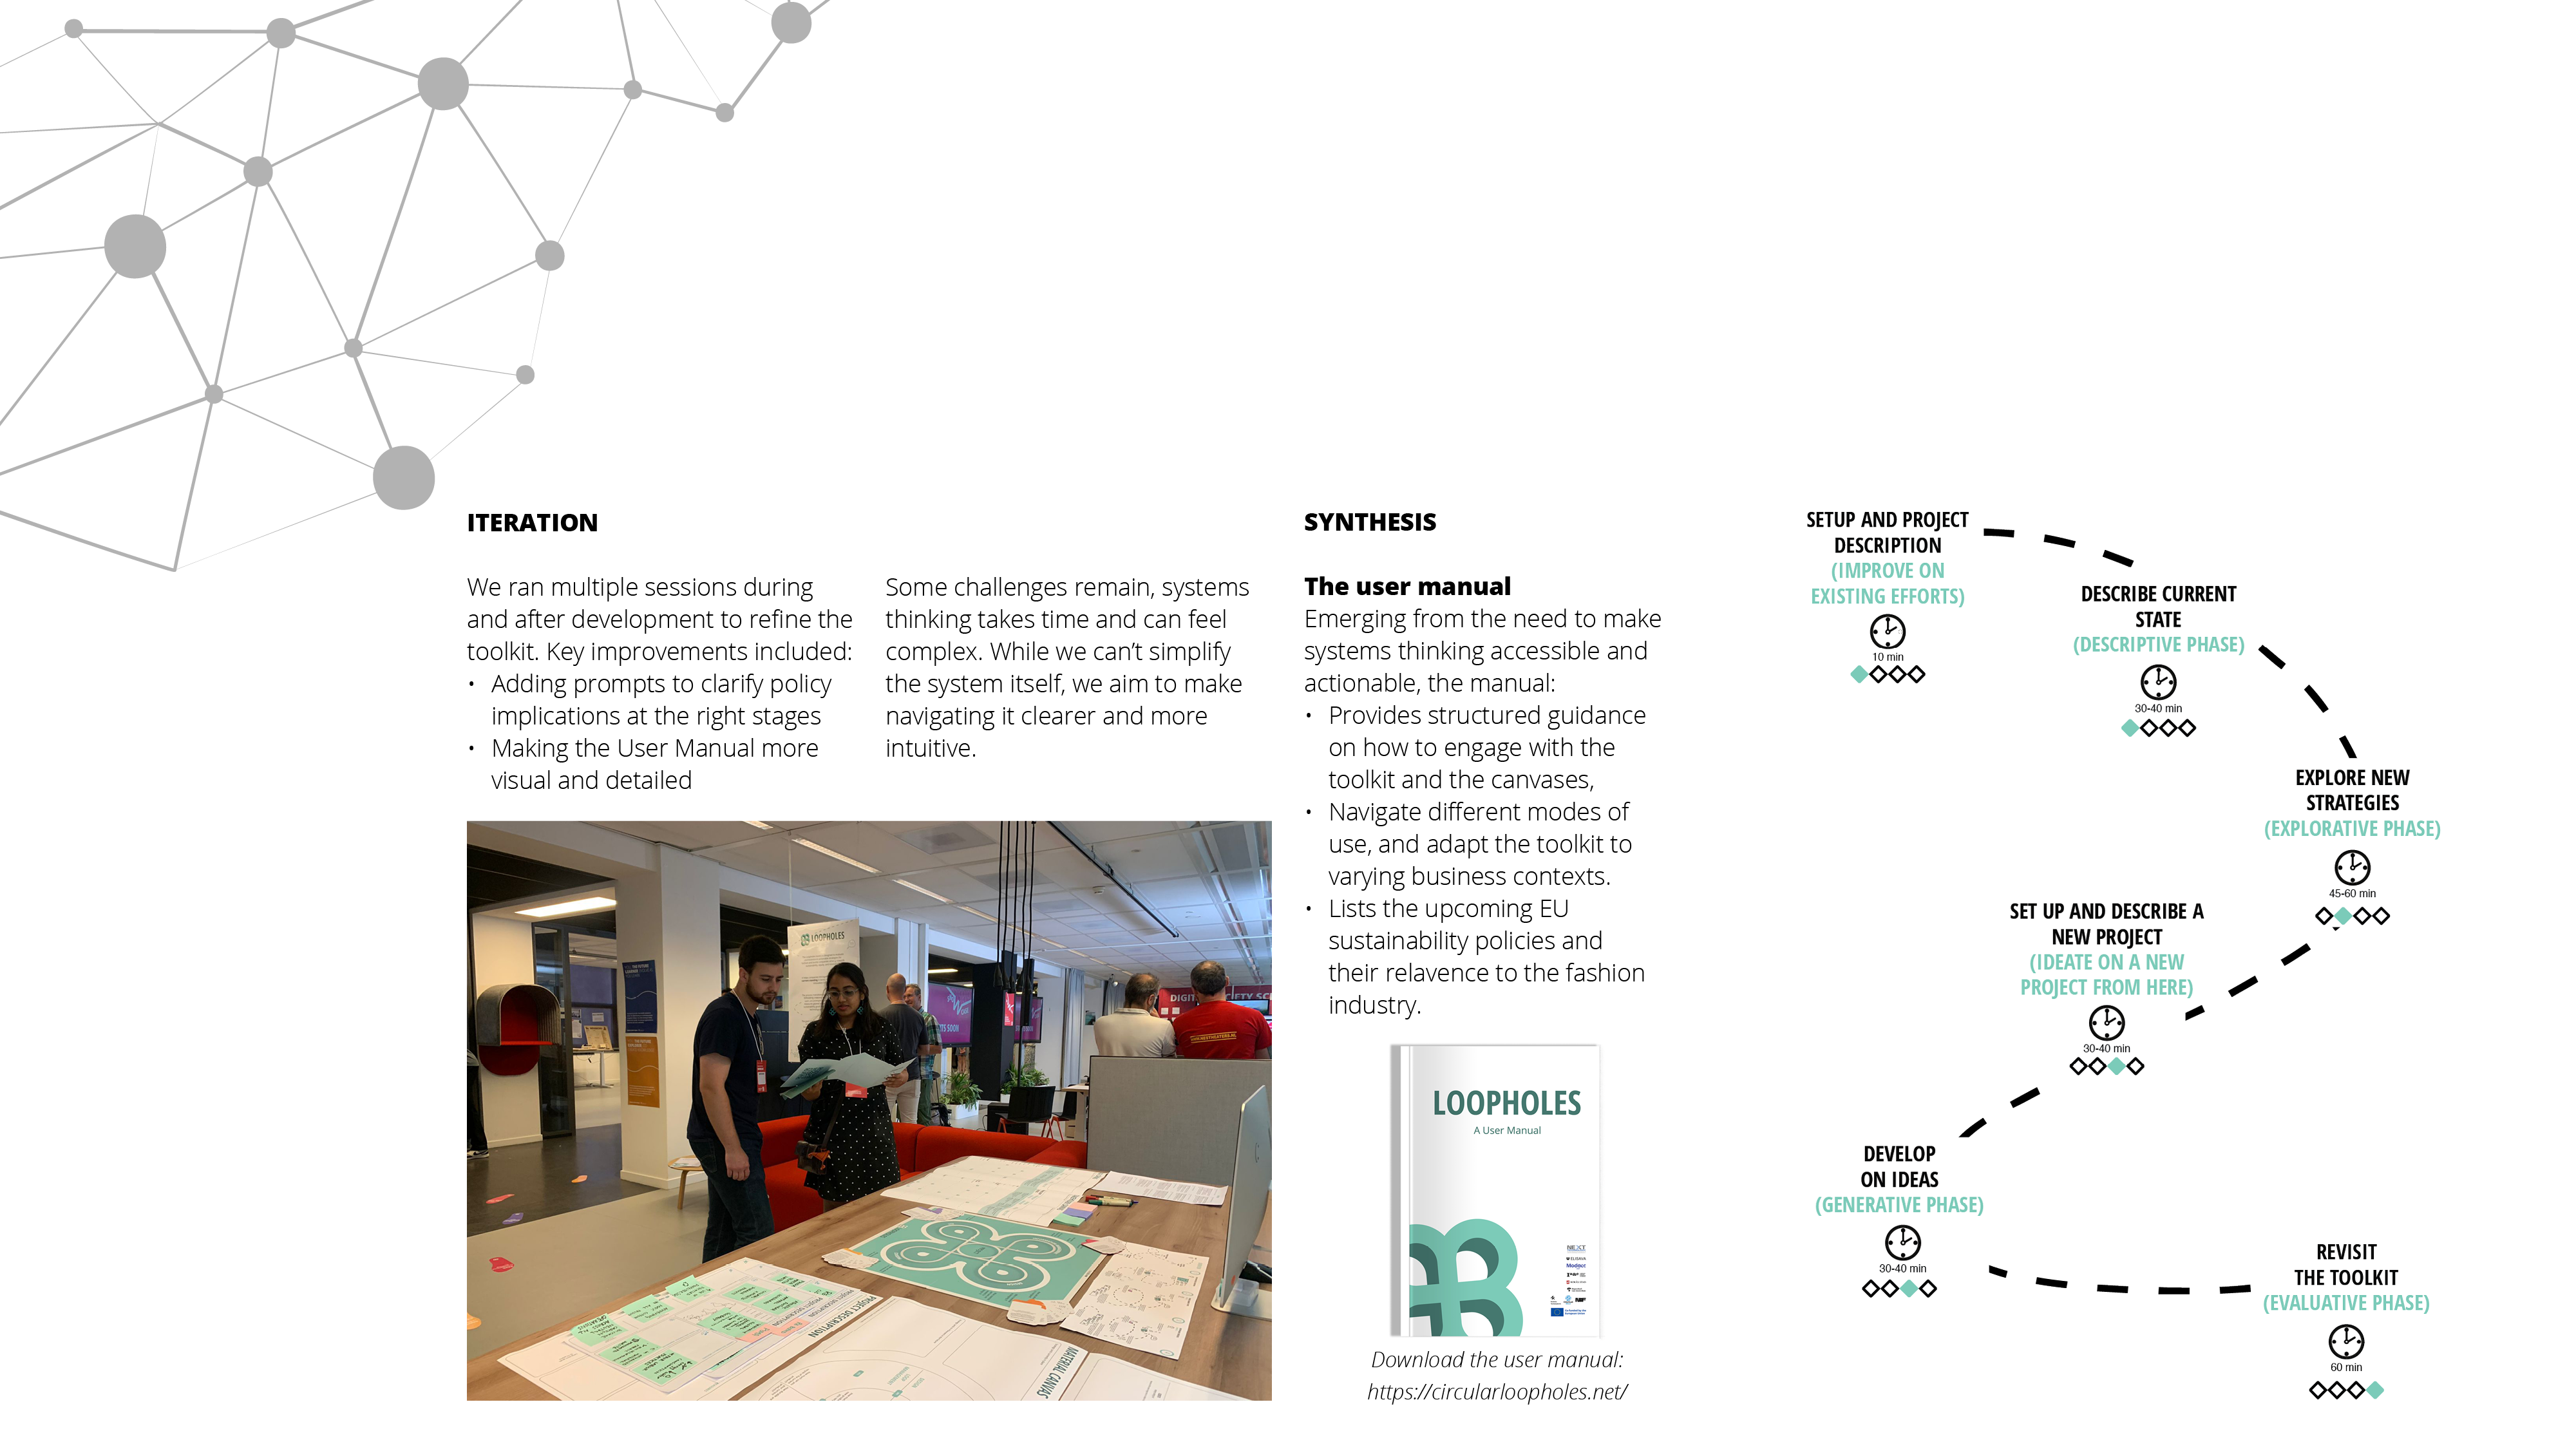 ITERATION
We ran multiple sessions during
and after development to refine the
toolkit. Key improvements included:
• Adding prompts to clarify policy
implications at the right stages
• Making the User Manual more
visual and detailed
Some challenges remain, systems
thinking takes time and can feel
complex. While we can’t simplify
the system itself, we aim to make
navigating it clearer and more
intuitive.
LOOPHOLES
PROJECT DESCRIPTION
MATERIAL CANVAS
SYNTHESIS
The user manual
Emerging from the need to make
systems thinking accessible and
actionable, the manual:
• Provides structured guidance
on how to engage with the
toolkit and the canvases,
• Navigate different modes of
use, and adapt the toolkit to
varying business contexts.
• Lists the upcoming EU
sustainability policies and
their relavence to the fashion
industry.
LOOPHOLES
A User Manual
Download the user manual:
https://circularloopholes.net/
SETUP AND PROJECT
DESCRIPTION
(IMPROVE ON
EXISTING EFFORTS)
10 min
DESCRIBE CURRENT
STATE
(DESCRIPTIVE PHASE)
30-40 min
EXPLORE NEW
STRATEGIES
(EXPLORATIVE PHASE)
45-60 min
SET UP AND DESCRIBE A
NEW PROJECT
(IDEATE ON A NEW
PROJECT FROM HERE)
30-40 min
DEVELOP
ON IDEAS
(GENERATIVE PHASE)
30-40 min
REVISIT
THE TOOLKIT
(EVALUATIVE PHASE)
60 min